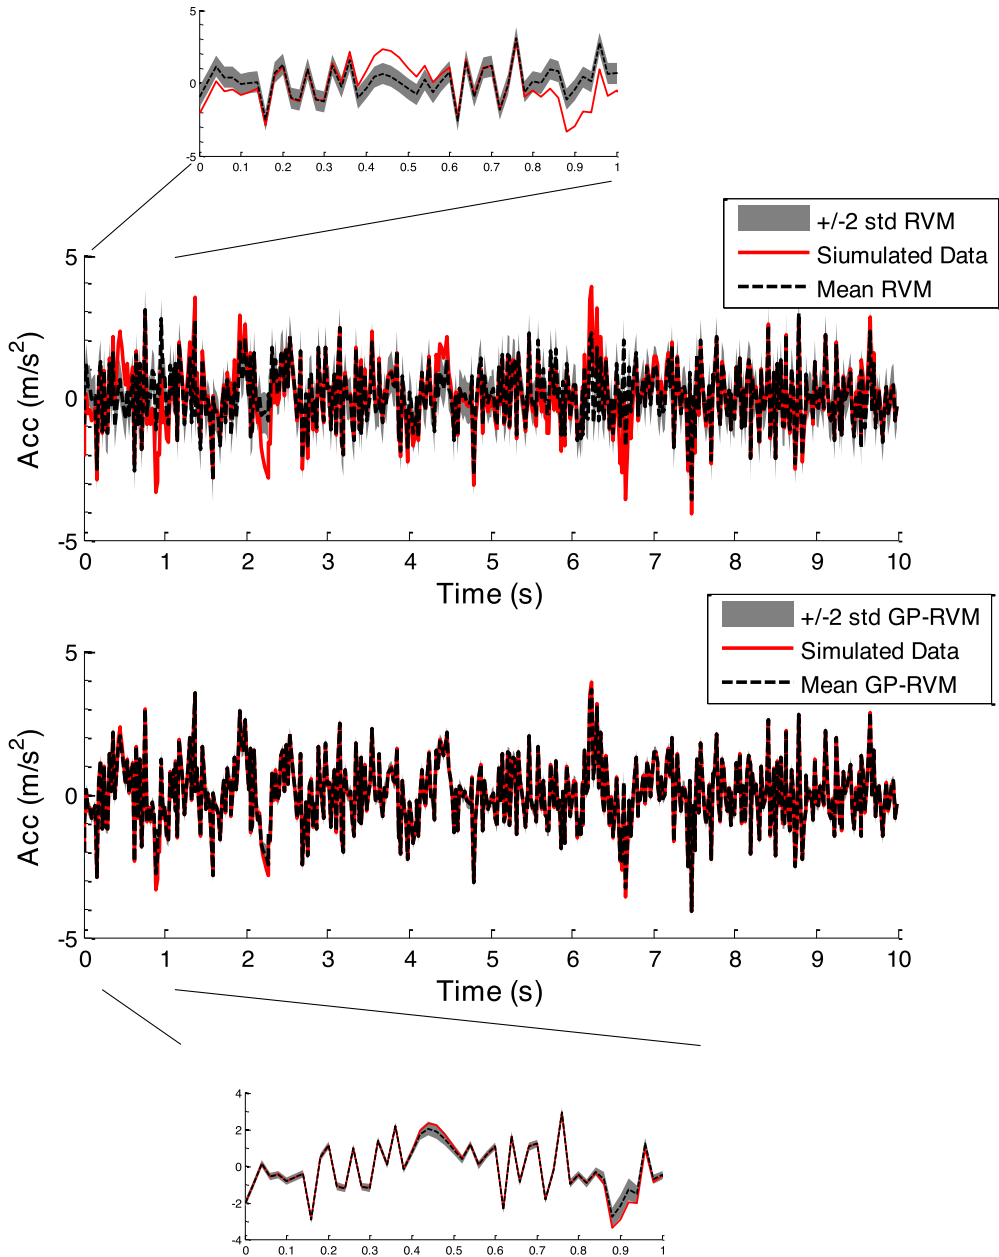 5
0
-5
0 0.1 0.2 0.3 0.4 0.5 0.6 0.7 0.8 0.9 1
+/-2 std RVM
Siumulated Data
Mean RVM
5
0
-5
Acc (m/s²)
0 1 2 3 4 5 6 7 8 9 10
Time (s)
+/-2 std GP-RVM
Simulated Data
Mean GP-RVM
5
0
-5
Acc (m/s²)
0 1 2 3 4 5 6 7 8 9 10
Time (s)
4
2
0
-2
-4
0 0.1 0.2 0.3 0.4 0.5 0.6 0.7 0.8 0.9 1